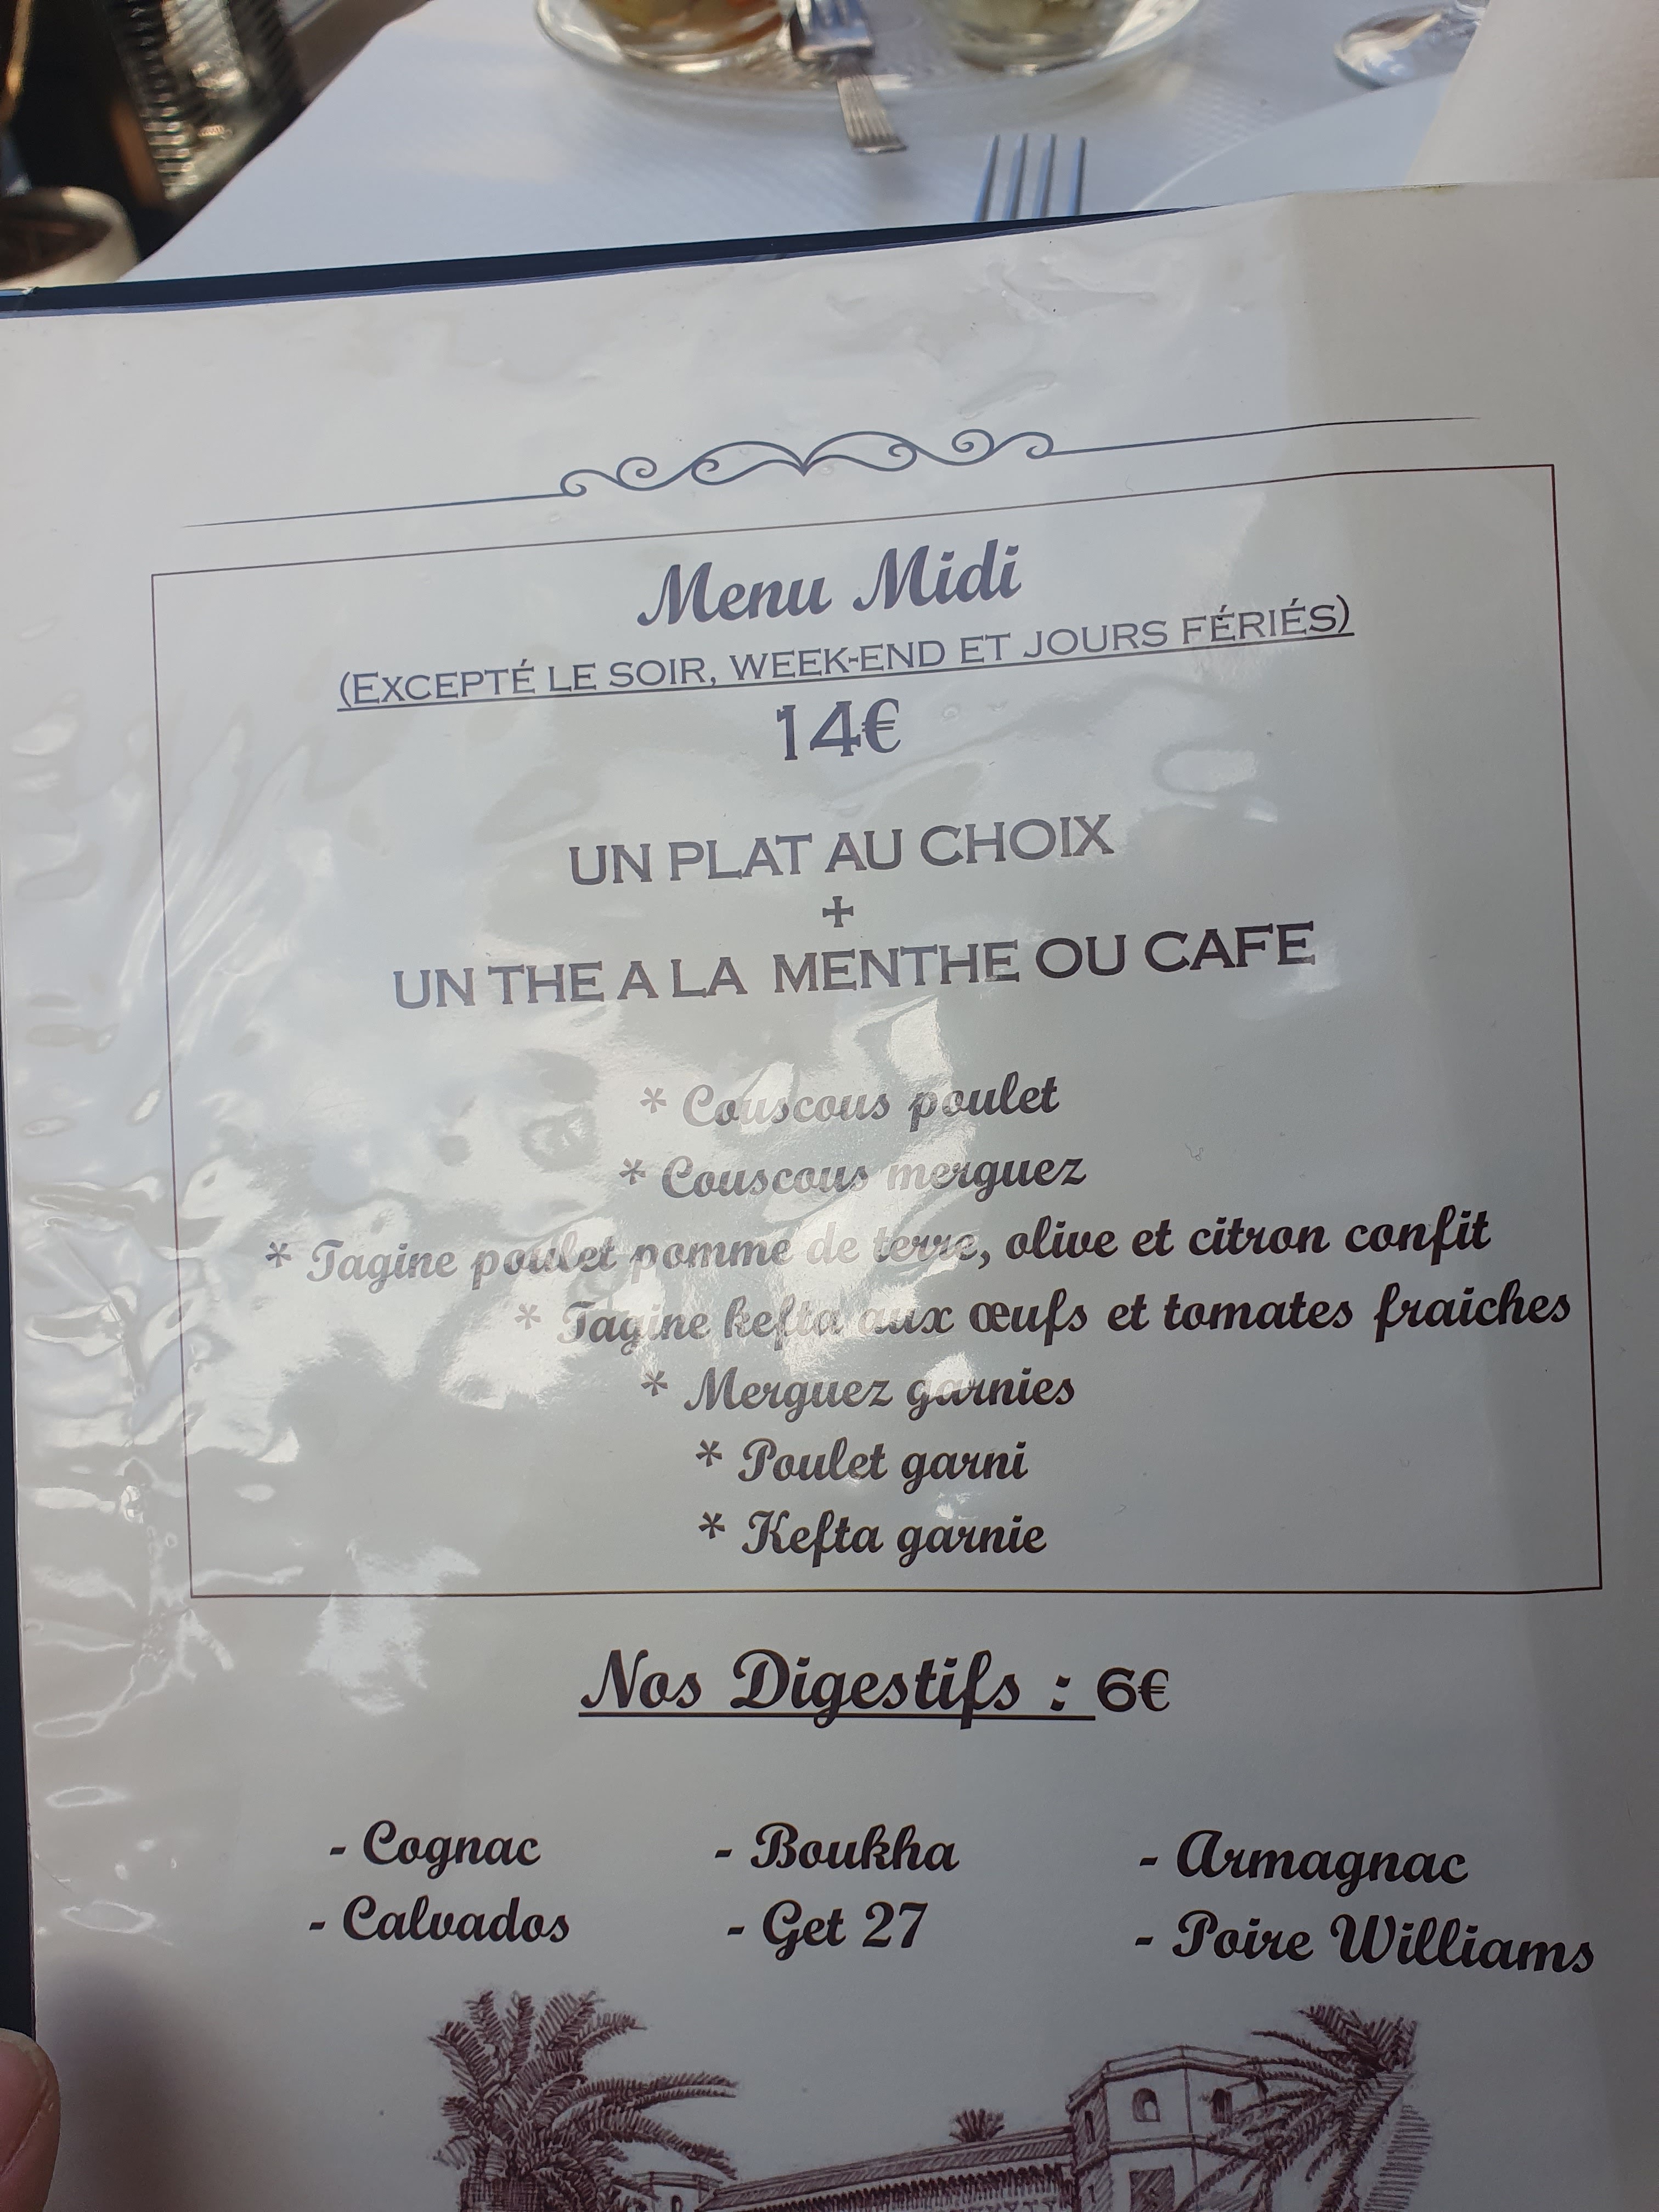 Menu Midi
(EXCEPTÉ LE SOIR, WEEK-END ET JOURS FÉRIÉS)
14€
UN PLAT AU CHOIX
+
UN THE A LA MENTHE OU CAFE
* Couscous poulet
* Couscous merguez
* Tagine poulet pomme de terre, olive et citron confit
* Tagine kefta aux œufs et tomates fraiches
* Merguez garnies
* Poulet garni
* Kefta garnie
Nos Digestifs : 6€
- Cognac - Boukha - Armagnac
- Calvados - Get 27 - Poire Williams